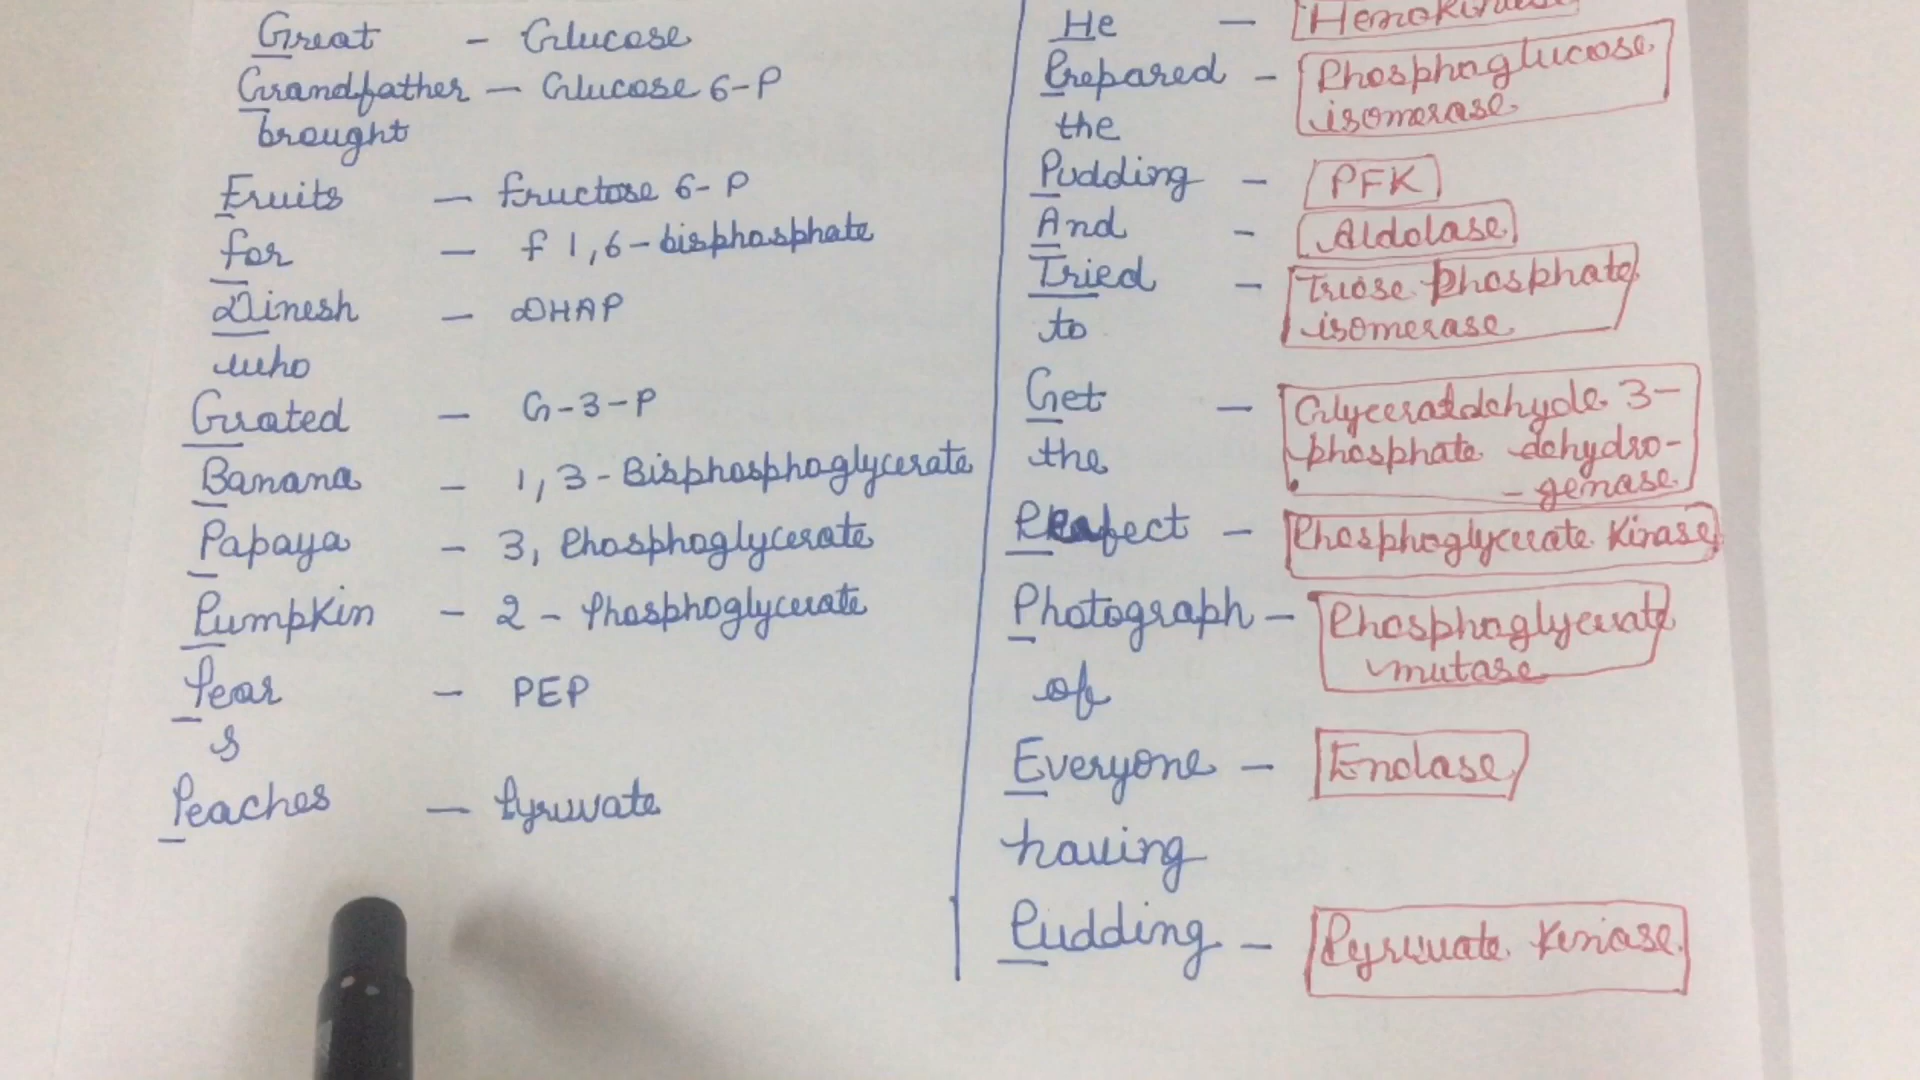 Great - Glucose
Grandfather - Glucose 6-P
brought
Fruits - fructose 6-P
for - f 1,6-bisphosphate
Dinesh - DHAP
who
Grated - G-3-P
Banana - 1,3-Bisphosphoglycerate
Papaya - 3, Phosphoglycerate
Pumpkin - 2-Phosphoglycerate
Pear - PEP
s
Peaches - Pyruvate
He - Hexokinase
Prepared - Phosphoglucose
isomerase
the
Pudding - PFK
And - Aldolase
Tried - Triose Phosphate
isomerase
to
Get - Glyceraldehyde 3-
phosphate dehydro-
- genase
the
Perfect - Phosphoglycerate Kinase
Photograph - Phosphoglycerate
mutase
of
Everyone - Enolase
having
Pudding - Pyruvate Kinase